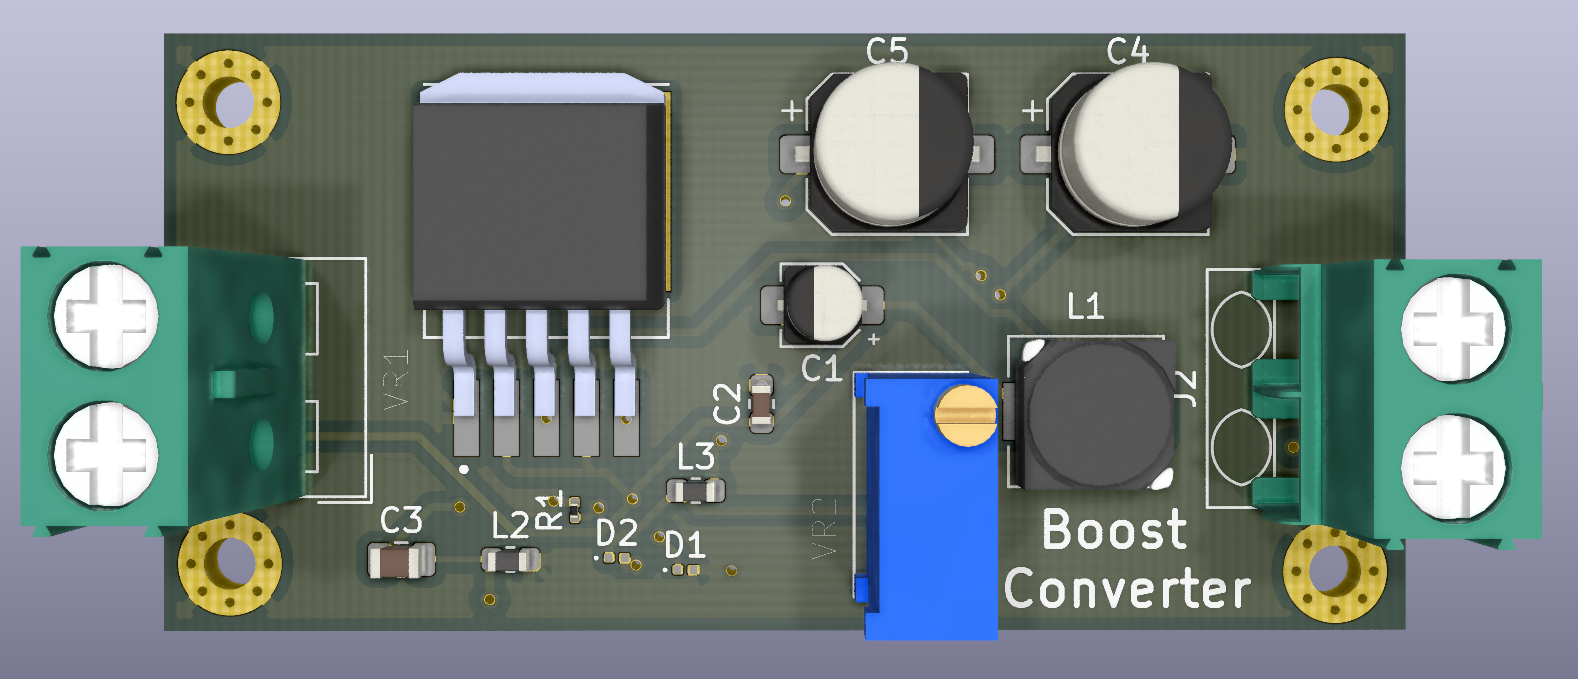 C5
C4
+
+
L1
+
C1
VR1
C2
J2
L3
VR2
R1
C3
L2
D2
D1
Boost
Converter